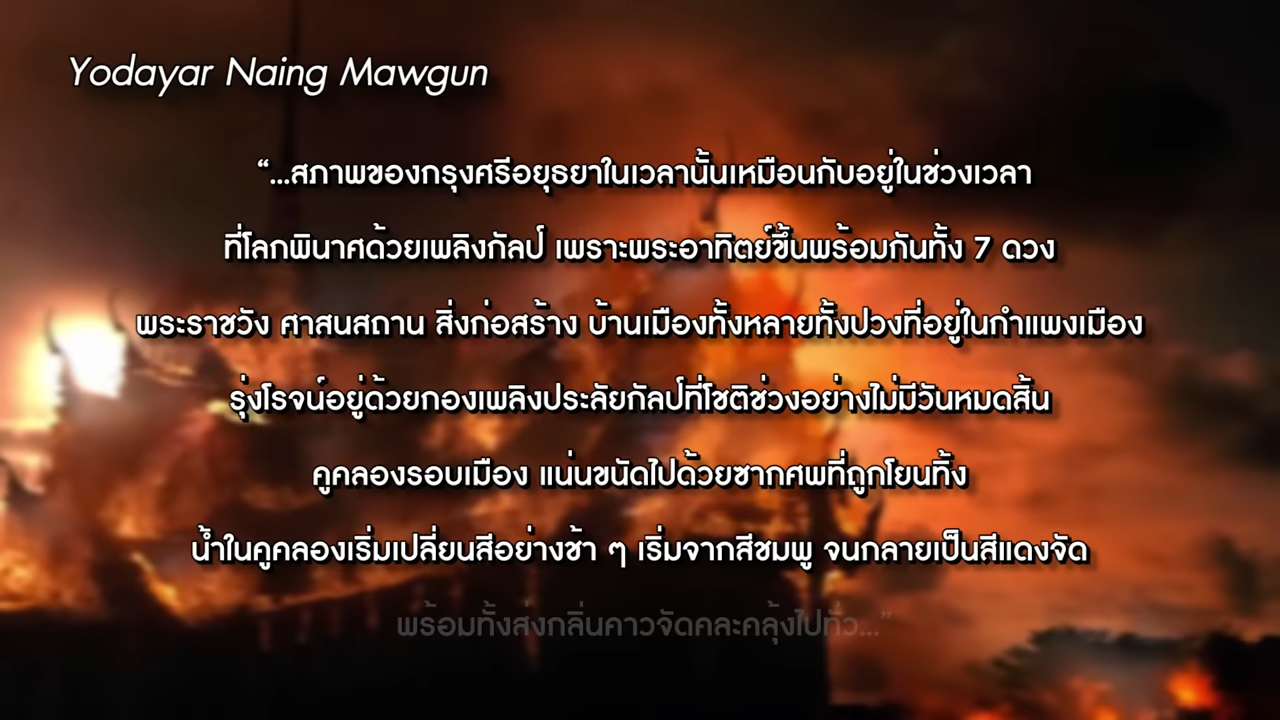 Yodayar Naing Mawgun
“...สภาพของกรุงศรีอยุธยาในเวลานั้นเหมือนกับอยู่ในช่วงเวลา
ที่โลกพินาศด้วยเพลิงกัลป์ เพราะพระอาทิตย์ขึ้นพร้อมกันทั้ง 7 ดวง
พระราชวัง ศาสนสถาน สิ่งก่อสร้าง บ้านเมืองทั้งหลายทั้งปวงที่อยู่ในกำแพงเมือง
รุ่งโรจน์อยู่ด้วยกองเพลิงประลัยกัลป์ที่โชติช่วงอย่างไม่มีวันหมดสิ้น
คูคลองรอบเมือง แน่นขนัดไปด้วยซากศพที่ถูกโยนทิ้ง
น้ำในคูคลองเริ่มเปลี่ยนสีอย่างช้า ๆ เริ่มจากสีชมพู จนกลายเป็นสีแดงจัด
พร้อมทั้งส่งกลิ่นคาวจัดคละคลุ้งไปทั่ว...”